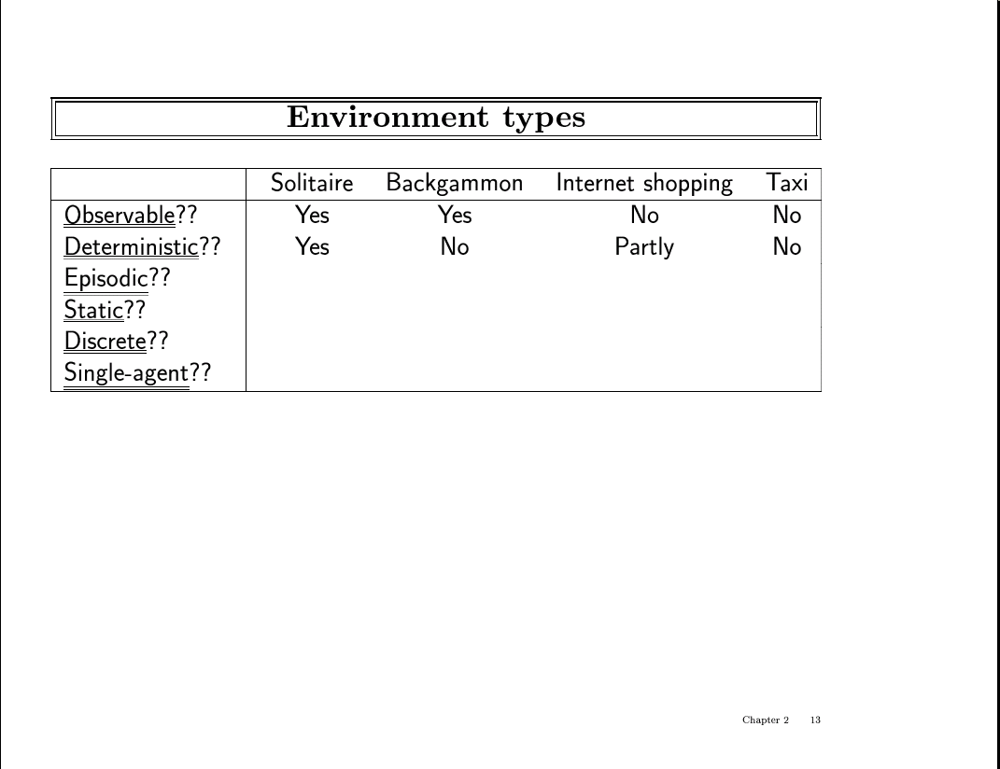 Environment types
Solitaire Backgammon Internet shopping Taxi
Observable?? Yes Yes No No
Deterministic?? Yes No Partly No
Episodic??
Static??
Discrete??
Single-agent??
Chapter 2 13